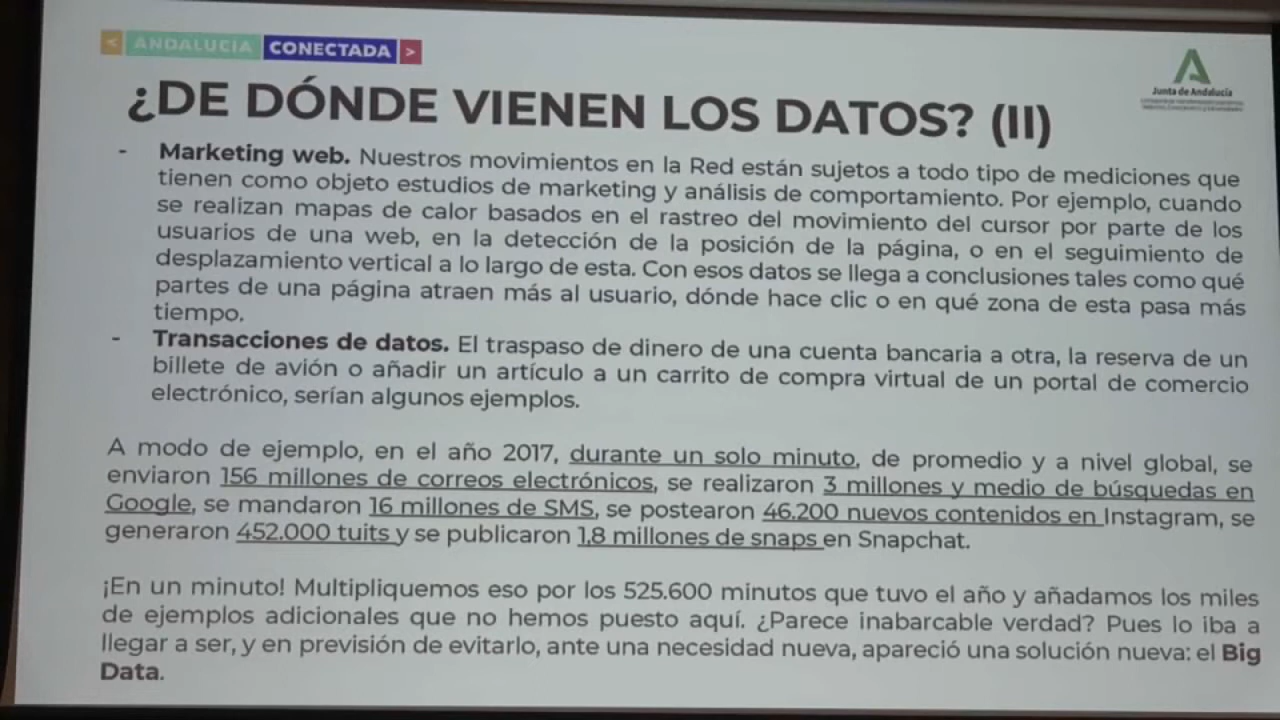 < ANDALUCÍA CONECTADA >
Junta de Andalucía
¿DE DÓNDE VIENEN LOS DATOS? (II)
- Marketing web. Nuestros movimientos en la Red están sujetos a todo tipo de mediciones que
tienen como objeto estudios de marketing y análisis de comportamiento. Por ejemplo, cuando
se realizan mapas de calor basados en el rastreo del movimiento del cursor por parte de los
usuarios de una web, en la detección de la posición de la página, o en el seguimiento de
desplazamiento vertical a lo largo de esta. Con esos datos se llega a conclusiones tales como qué
partes de una página atraen más al usuario, dónde hace clic o en qué zona de esta pasa más
tiempo.
- Transacciones de datos. El traspaso de dinero de una cuenta bancaria a otra, la reserva de un
billete de avión o añadir un artículo a un carrito de compra virtual de un portal de comercio
electrónico, serían algunos ejemplos.
A modo de ejemplo, en el año 2017, durante un solo minuto, de promedio y a nivel global, se
enviaron 156 millones de correos electrónicos, se realizaron 3 millones y medio de búsquedas en
Google, se mandaron 16 millones de SMS, se postearon 46.200 nuevos contenidos en Instagram, se
generaron 452.000 tuits y se publicaron 1,8 millones de snaps en Snapchat.
¡En un minuto! Multipliquemos eso por los 525.600 minutos que tuvo el año y añadamos los miles
de ejemplos adicionales que no hemos puesto aquí. ¿Parece inabarcable verdad? Pues lo iba a
llegar a ser, y en previsión de evitarlo, ante una necesidad nueva, apareció una solución nueva: el Big
Data.